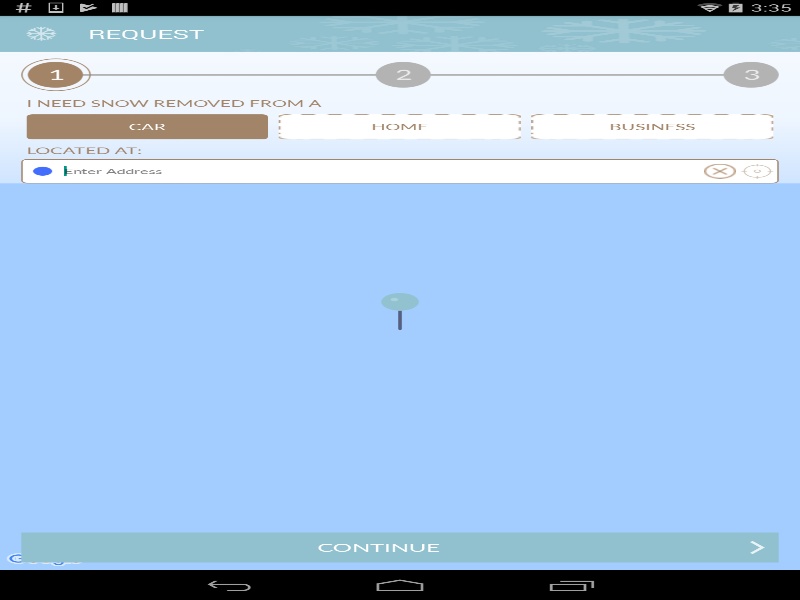 3:35
REQUEST
1 2 3
I NEED SNOW REMOVED FROM A
CAR HOME BUSINESS
LOCATED AT:
Enter Address
CONTINUE